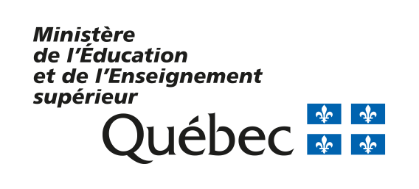 Ministère
de l'Éducation
et de l'Enseignement
supérieur
Québec